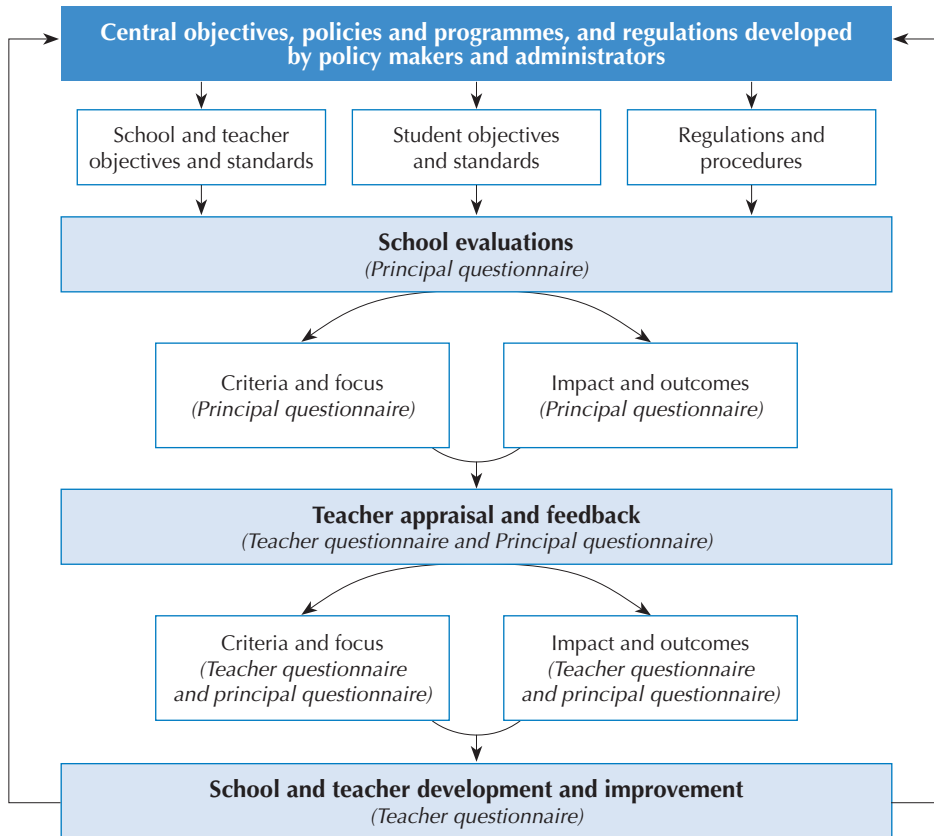 Central objectives, policies and programmes, and regulations developed
by policy makers and administrators
School and teacher
objectives and standards
Student objectives
and standards
Regulations and
procedures
School evaluations
(Principal questionnaire)
Criteria and focus
(Principal questionnaire)
Impact and outcomes
(Principal questionnaire)
Teacher appraisal and feedback
(Teacher questionnaire and Principal questionnaire)
Criteria and focus
(Teacher questionnaire
and principal questionnaire)
Impact and outcomes
(Teacher questionnaire
and principal questionnaire)
School and teacher development and improvement
(Teacher questionnaire)